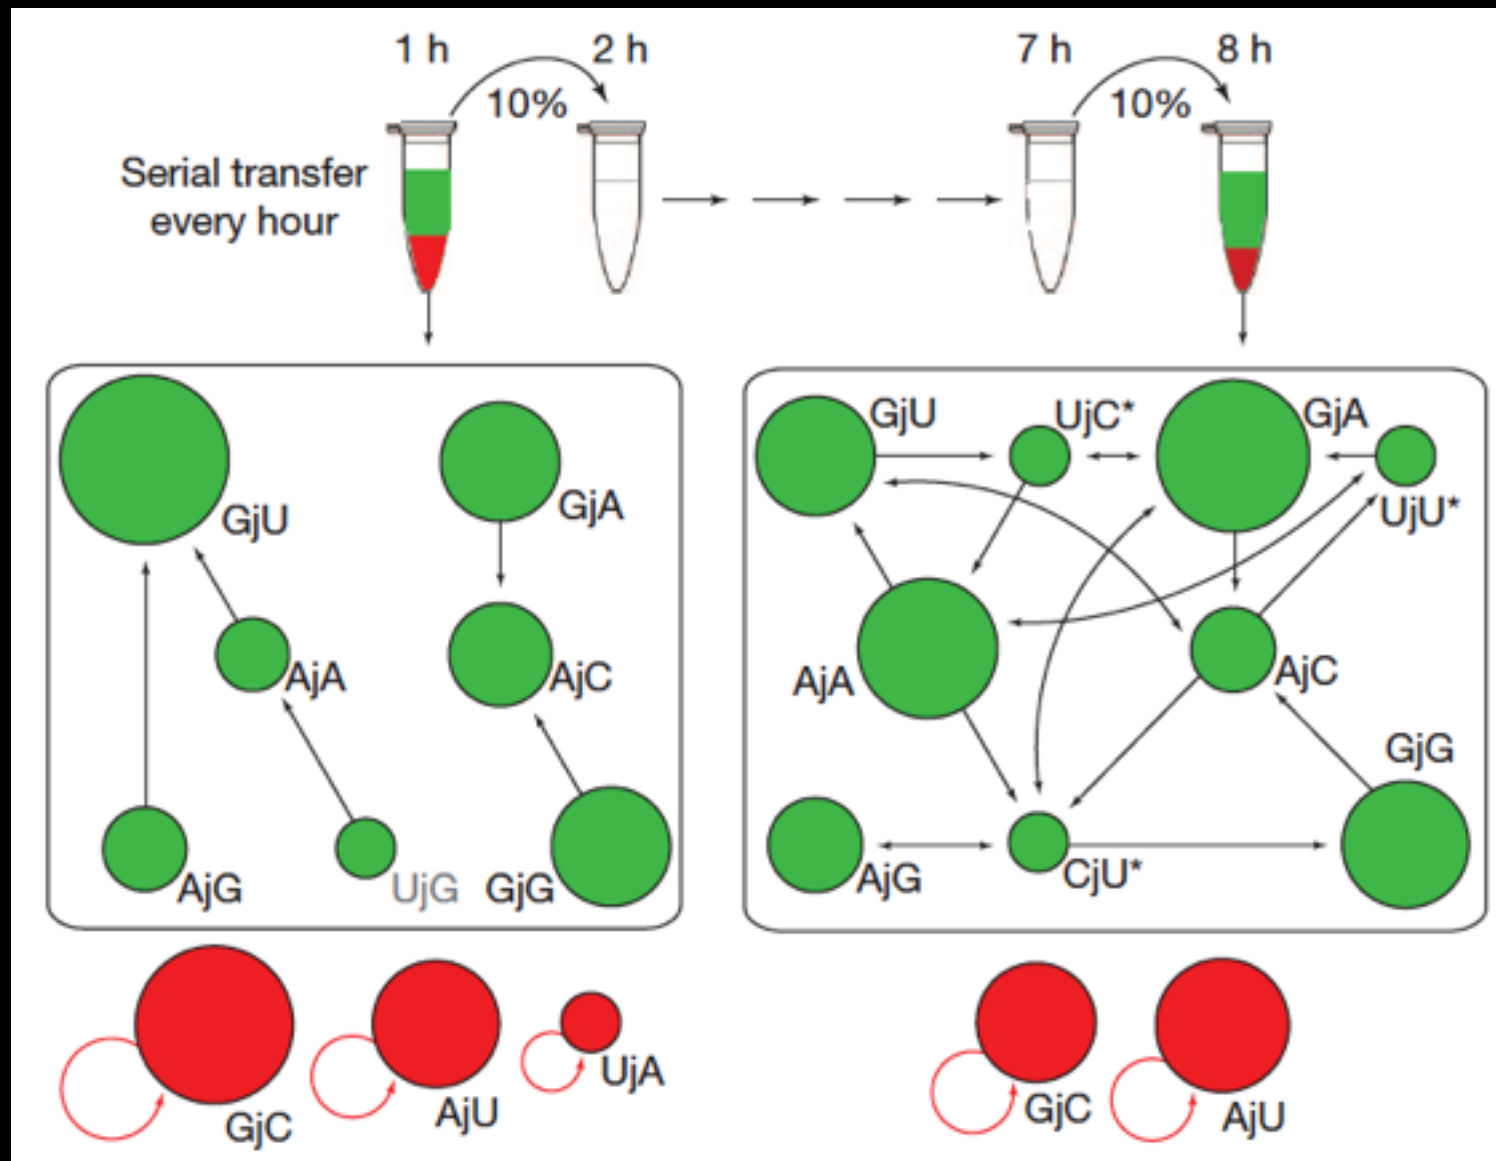 1 h
2 h
7 h
8 h
10%
10%
Serial transfer
every hour
GjU
GjA
AjA
AjC
AjG
UjG
GjG
GjU
UjC*
GjA
UjU*
AjA
AjC
GjG
AjG
CjU*
GjC
AjU
UjA
GjC
AjU